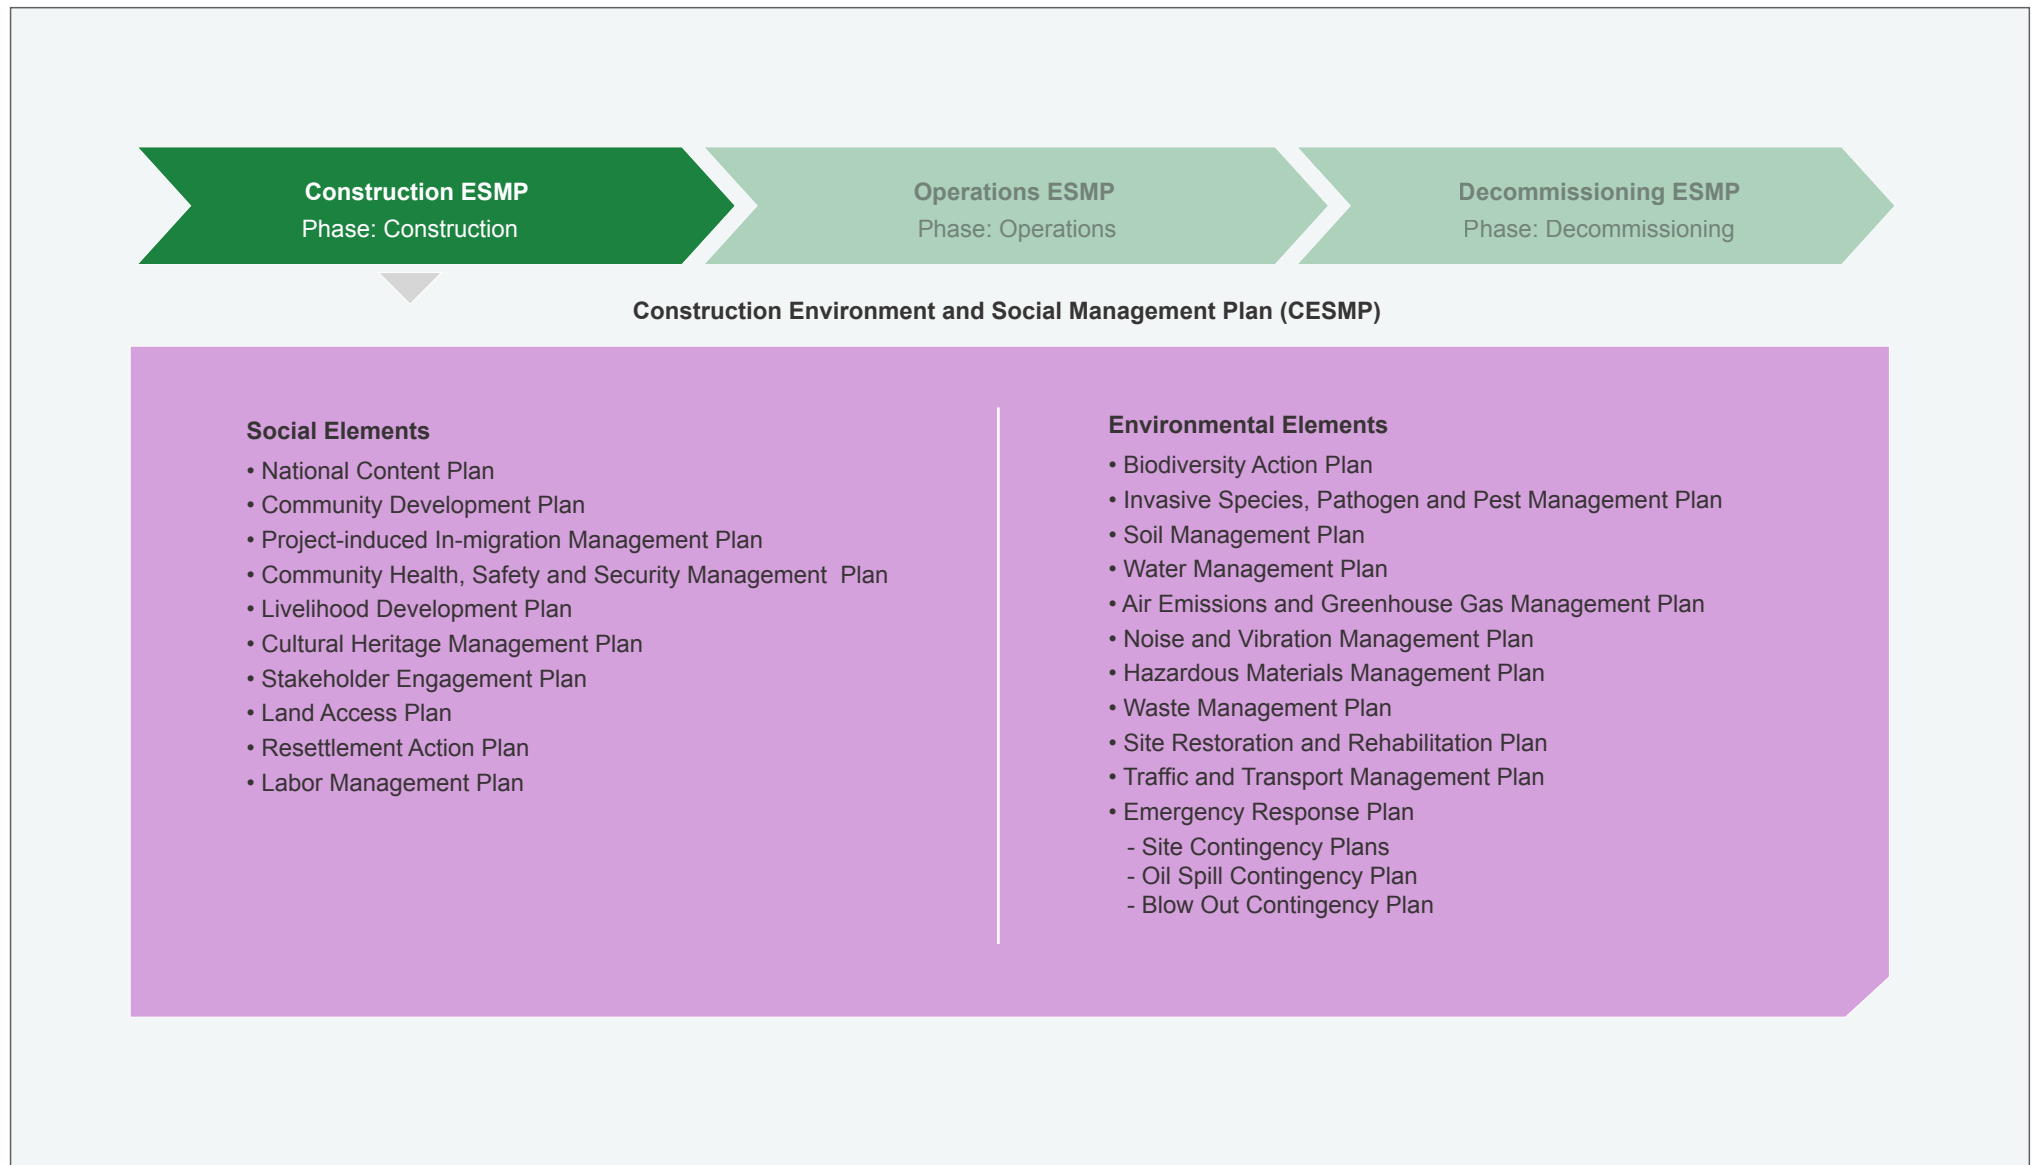 Construction ESMP
Phase: Construction
Operations ESMP
Phase: Operations
Decommissioning ESMP
Phase: Decommissioning
Construction Environment and Social Management Plan (CESMP)
Social Elements
• National Content Plan
• Community Development Plan
• Project-induced In-migration Management Plan
• Community Health, Safety and Security Management  Plan
• Livelihood Development Plan
• Cultural Heritage Management Plan
• Stakeholder Engagement Plan
• Land Access Plan
• Resettlement Action Plan
• Labor Management Plan
Environmental Elements
• Biodiversity Action Plan
• Invasive Species, Pathogen and Pest Management Plan
• Soil Management Plan
• Water Management Plan
• Air Emissions and Greenhouse Gas Management Plan
• Noise and Vibration Management Plan
• Hazardous Materials Management Plan
• Waste Management Plan
• Site Restoration and Rehabilitation Plan
• Traffic and Transport Management Plan
• Emergency Response Plan
- Site Contingency Plans
- Oil Spill Contingency Plan
- Blow Out Contingency Plan